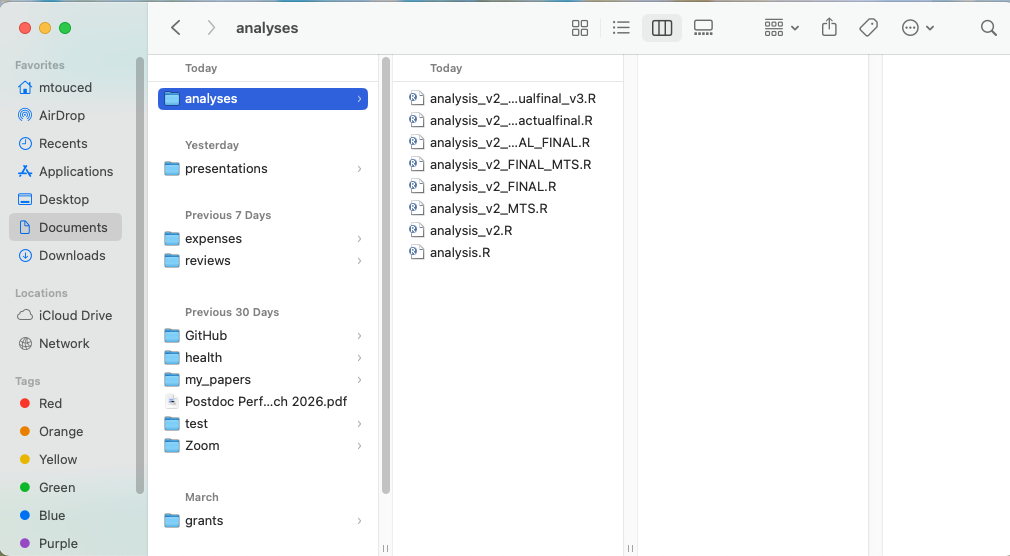 analyses
Favorites
mtouced
AirDrop
Recents
Applications
Desktop
Documents
Downloads
Locations
iCloud Drive
Network
Tags
Red
Orange
Yellow
Green
Blue
Purple
Today
analyses
Yesterday
presentations
Previous 7 Days
expenses
reviews
Previous 30 Days
GitHub
health
my_papers
Postdoc Perf...ch 2026.pdf
test
Zoom
March
grants
Today
analysis_v2_...ualfinal_v3.R
analysis_v2_...actualfinal.R
analysis_v2_...AL_FINAL.R
analysis_v2_FINAL_MTS.R
analysis_v2_FINAL.R
analysis_v2_MTS.R
analysis_v2.R
analysis.R